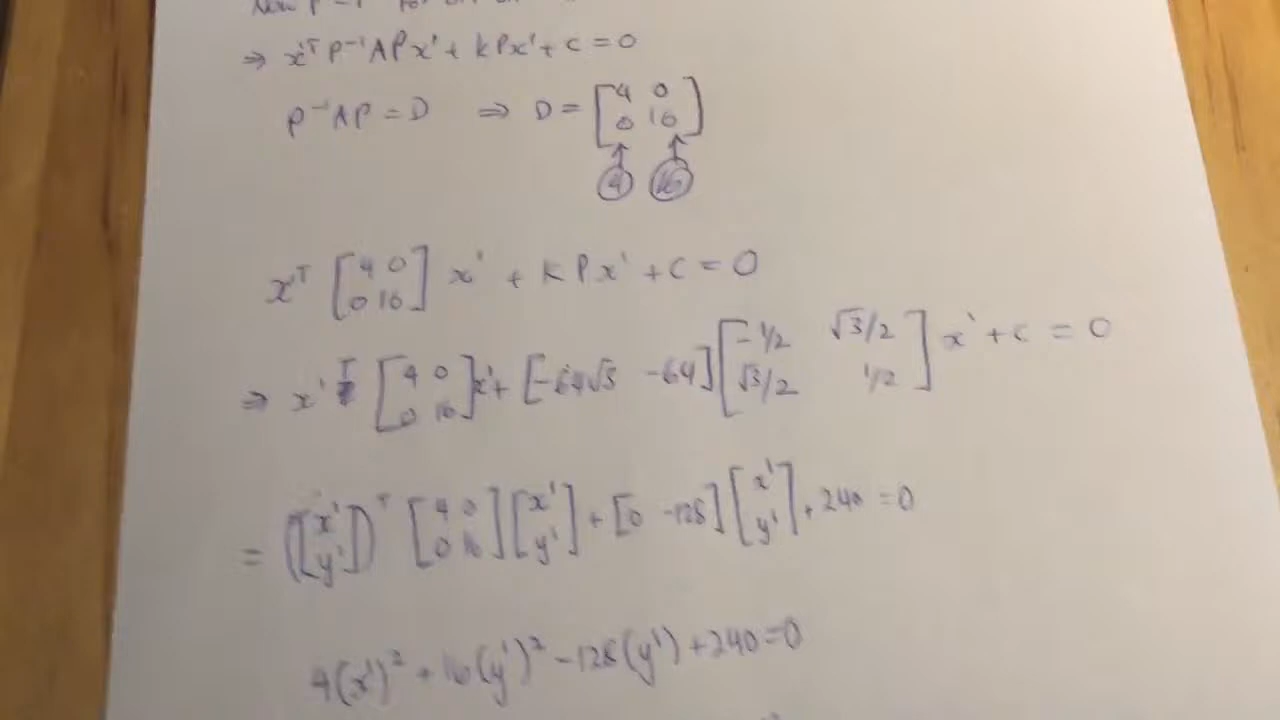 ⇒ x'ᵀ P⁻¹AP x' + KPx' + C = 0
P⁻¹AP = D ⇒ D = [4 0; 0 16]
4 16
x'ᵀ [4 0; 0 16] x' + K P x' + C = 0
⇒ x'ᵀ [4 0; 0 16] x' + [-64√3 -64] [-1/2 √3/2; √3/2 1/2] x' + C = 0
= ([x'; y'])ᵀ [4 0; 0 16] [x'; y'] + [0 -128] [x'; y'] + 240 = 0
4(x')² + 16(y')² - 128(y') + 240 = 0